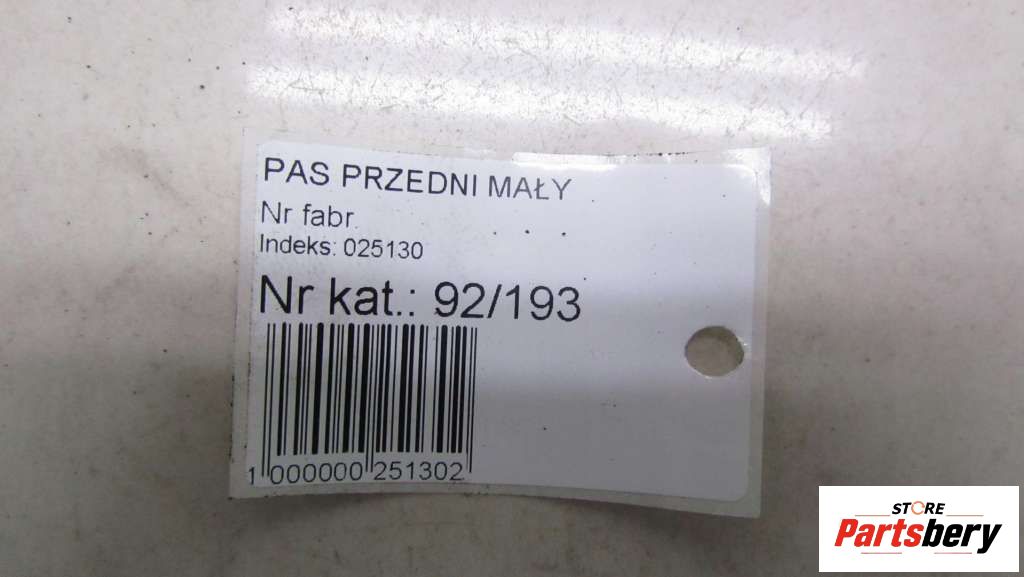 PAS PRZEDNI MAŁY
Nr fabr.
Indeks: 025130
Nr kat.: 92/193
1 000000 251302
STORE
Partsbery